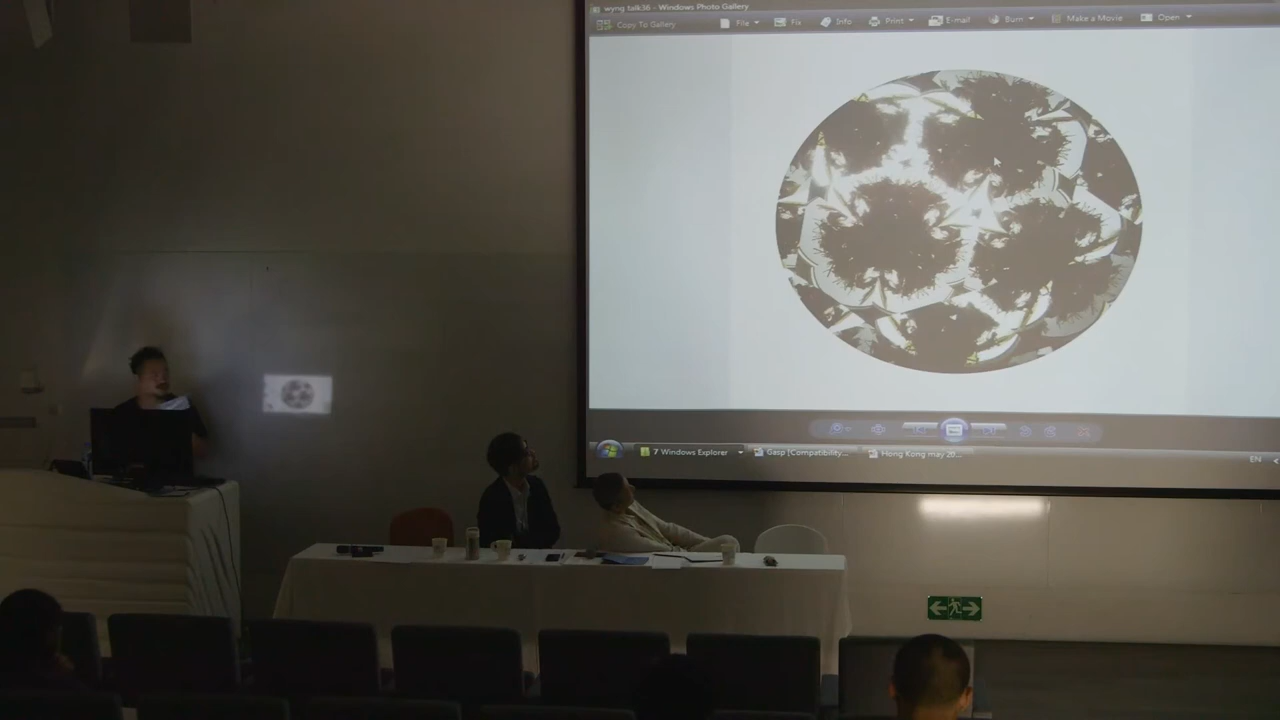 wyng talk36 - Windows Photo Gallery
Copy To Gallery File Fix Info Print E-mail Burn Make a Movie Open
7 Windows Explorer Gasp [Compatibility... Hong Kong may 20... EN